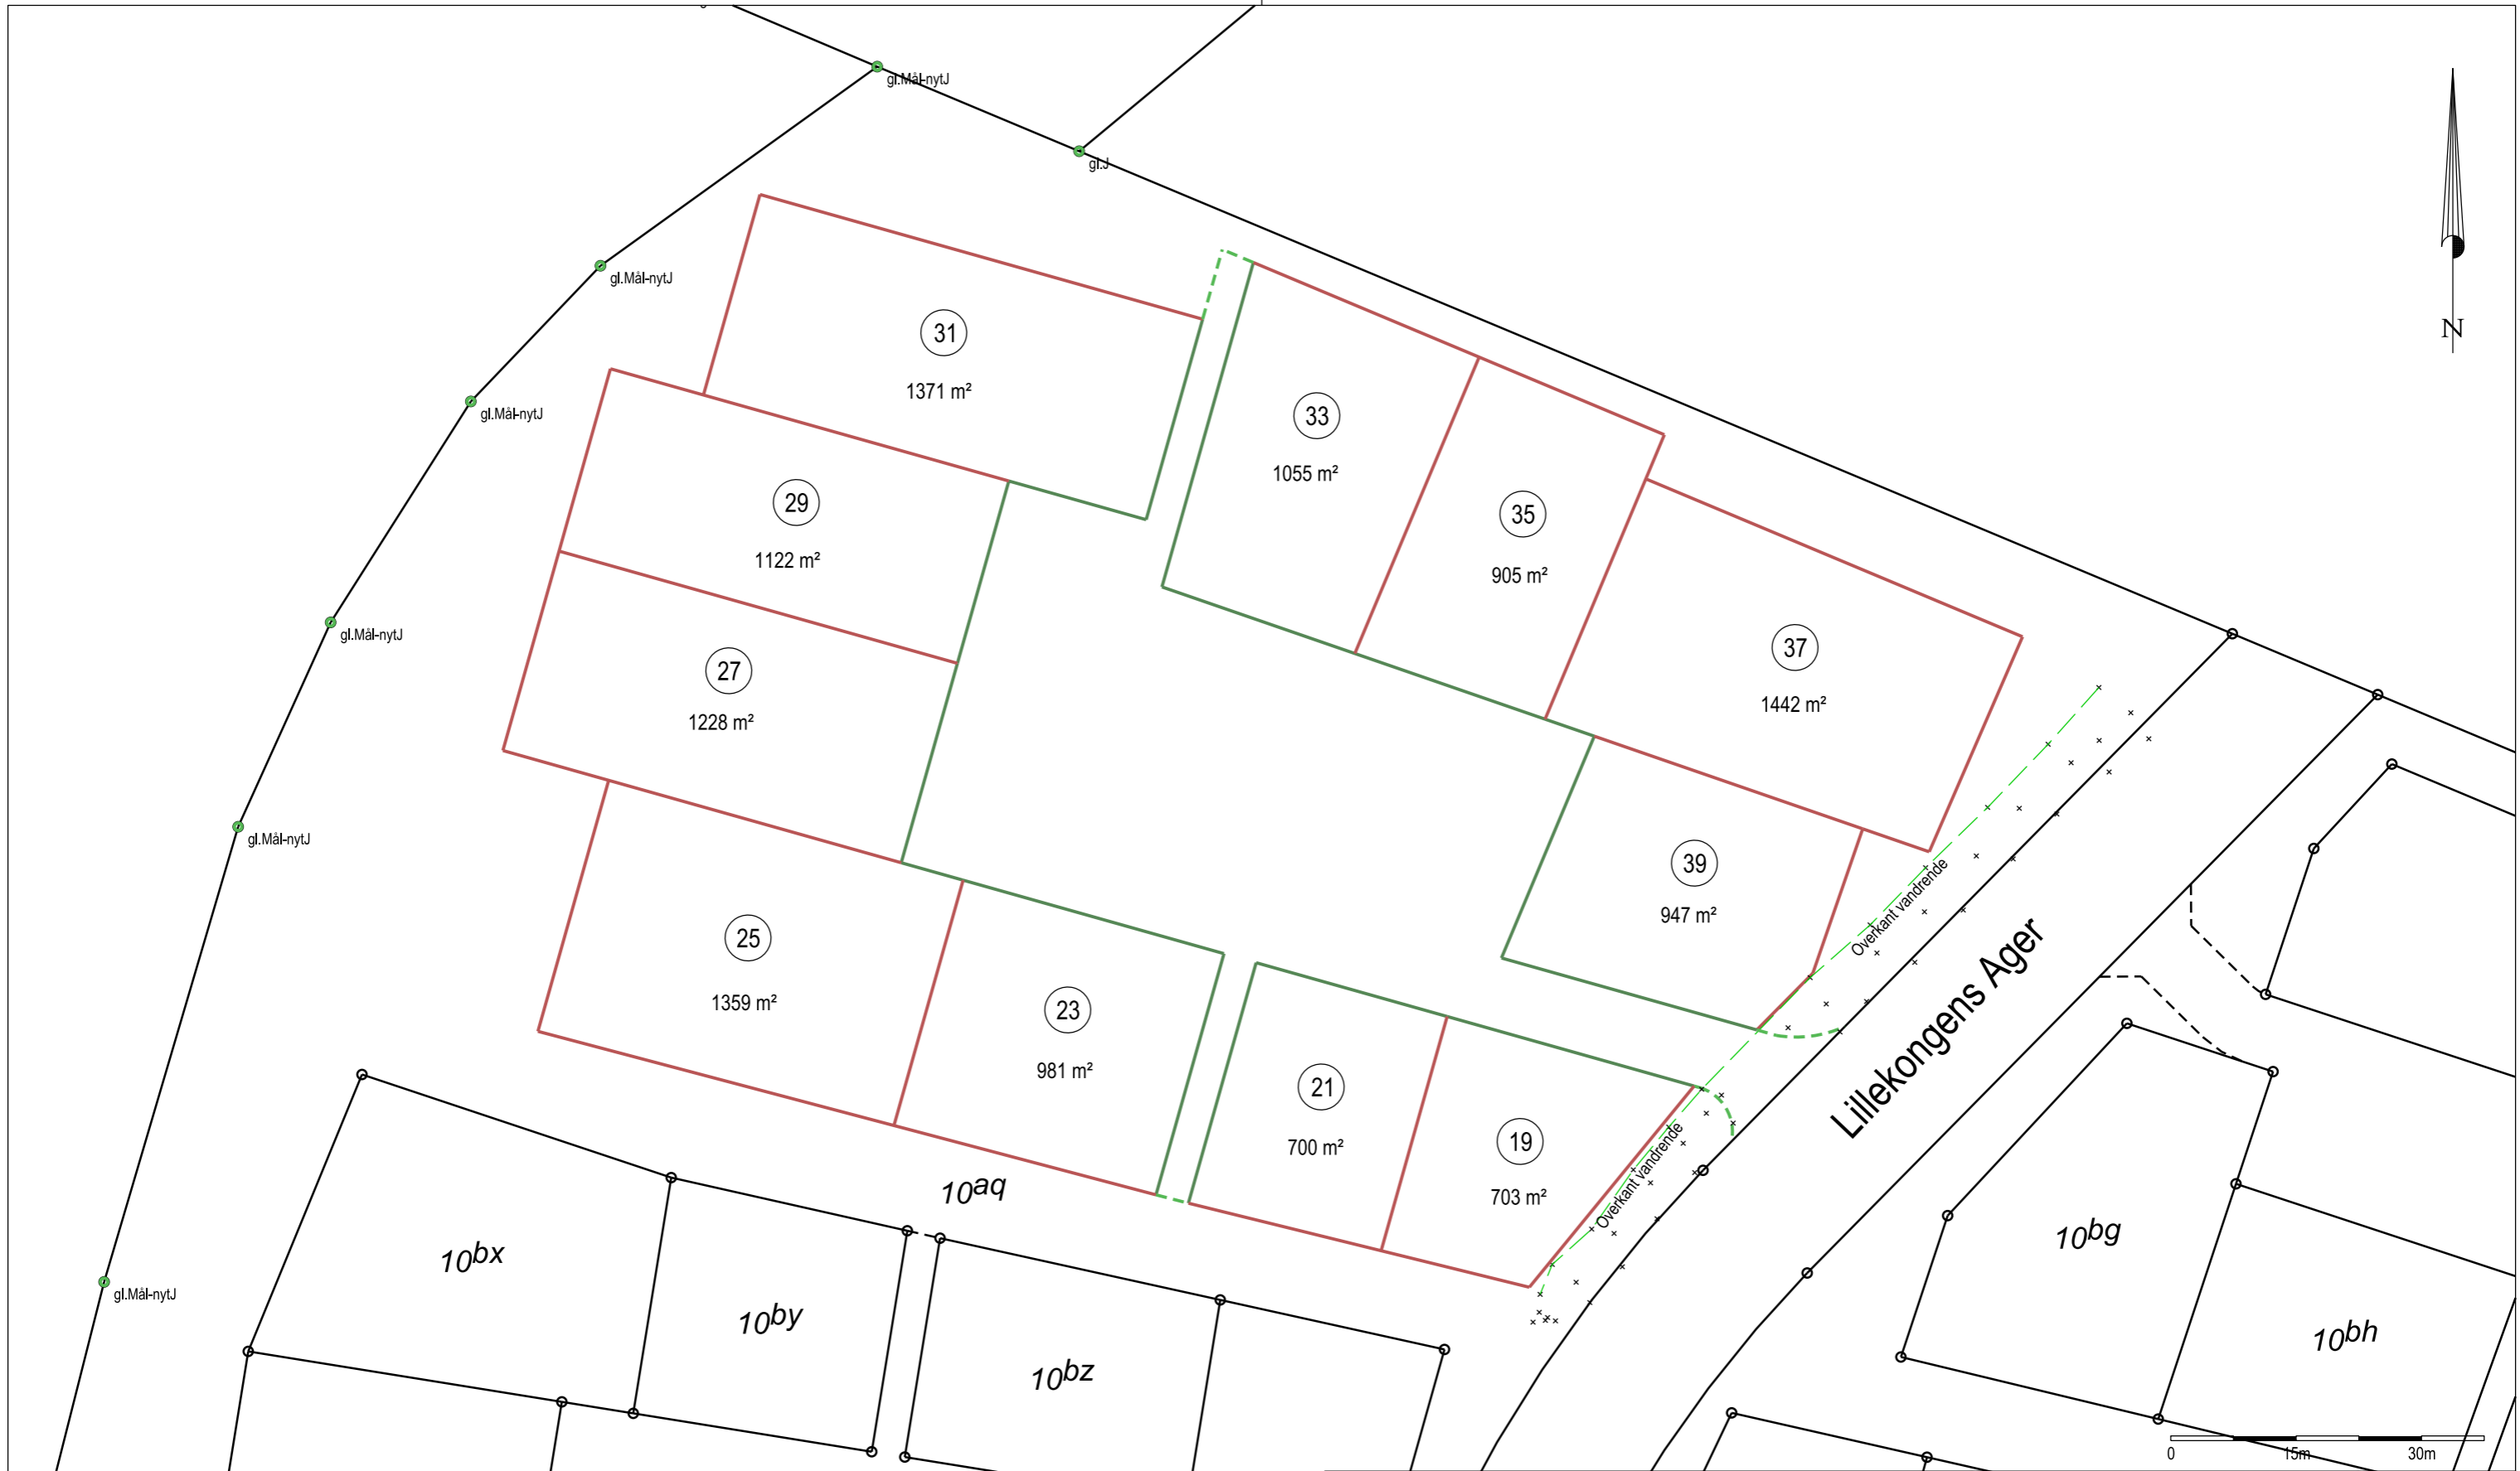 gl.Mål-nytJ
gl.J
gl.Mål-nytJ
N
31
1371 m²
gl.Mål-nytJ
33
1055 m²
29
1122 m²
35
905 m²
gl.Mål-nytJ
27
1228 m²
37
1442 m²
gl.Mål-nytJ
39
947 m²
Overkant vandrende
25
1359 m²
23
981 m²
Lillekongens Ager
21
700 m²
19
703 m²
Overkant vandrende
10aq
10bx
10by
10bz
10bg
10bh
gl.Mål-nytJ
0 15m 30m